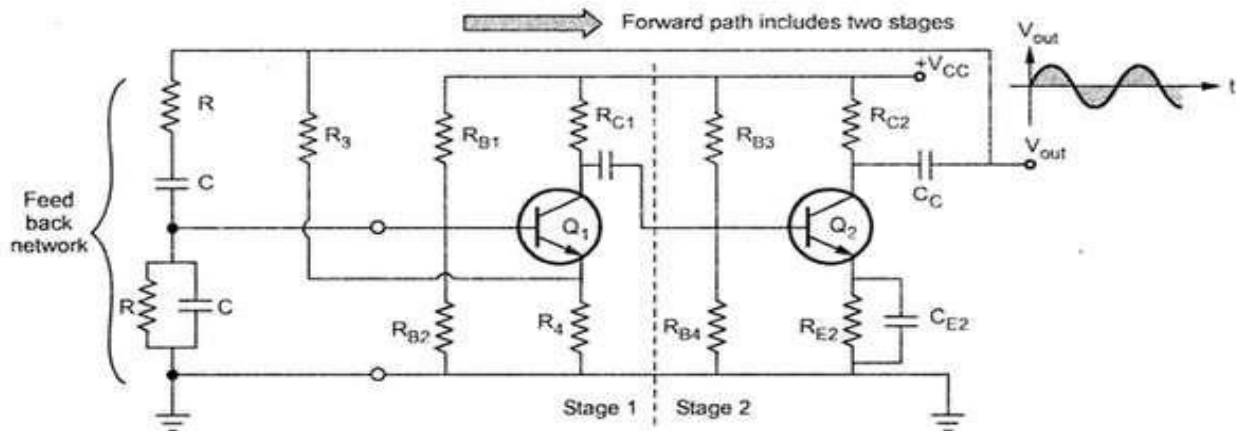 Forward path includes two stages
V_out
+V_CC
t
R
R_3
R_B1
R_C1
R_B3
R_C2
V_out
C
C_C
Feed back network
Q_1
Q_2
R
C
R_B2
R_4
R_B4
R_E2
C_E2
Stage 1
Stage 2